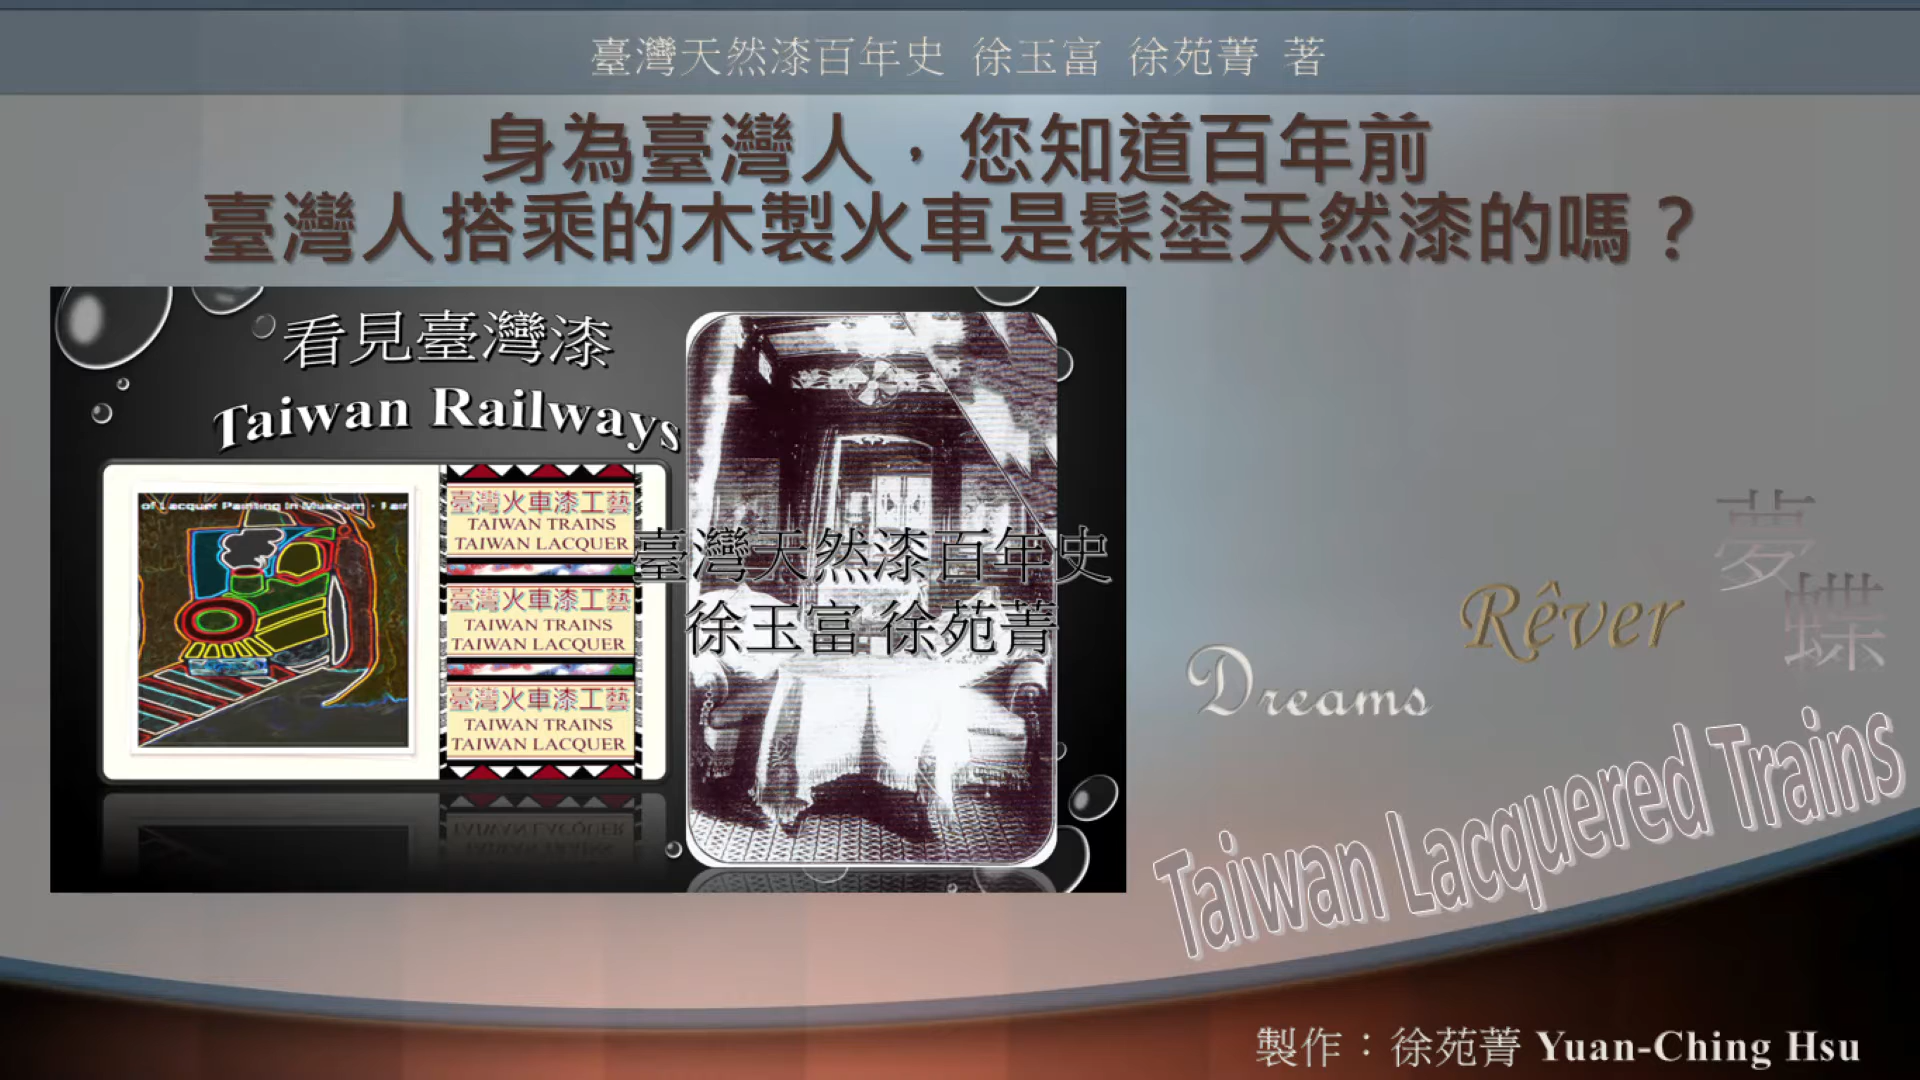 臺灣天然漆百年史 徐玉富 徐苑菁 著
身為臺灣人，您知道百年前
臺灣人搭乘的木製火車是髹塗天然漆的嗎？
看見臺灣漆
Taiwan Railways
of Lacquer Painting in Museum
臺灣火車漆工藝
TAIWAN TRAINS
TAIWAN LACQUER
臺灣火車漆工藝
TAIWAN TRAINS
TAIWAN LACQUER
臺灣火車漆工藝
TAIWAN TRAINS
TAIWAN LACQUER
臺灣天然漆百年史
徐玉富 徐苑菁
Dreams
Rêver
夢蝶
Taiwan Lacquered Trains
製作：徐苑菁 Yuan-Ching Hsu